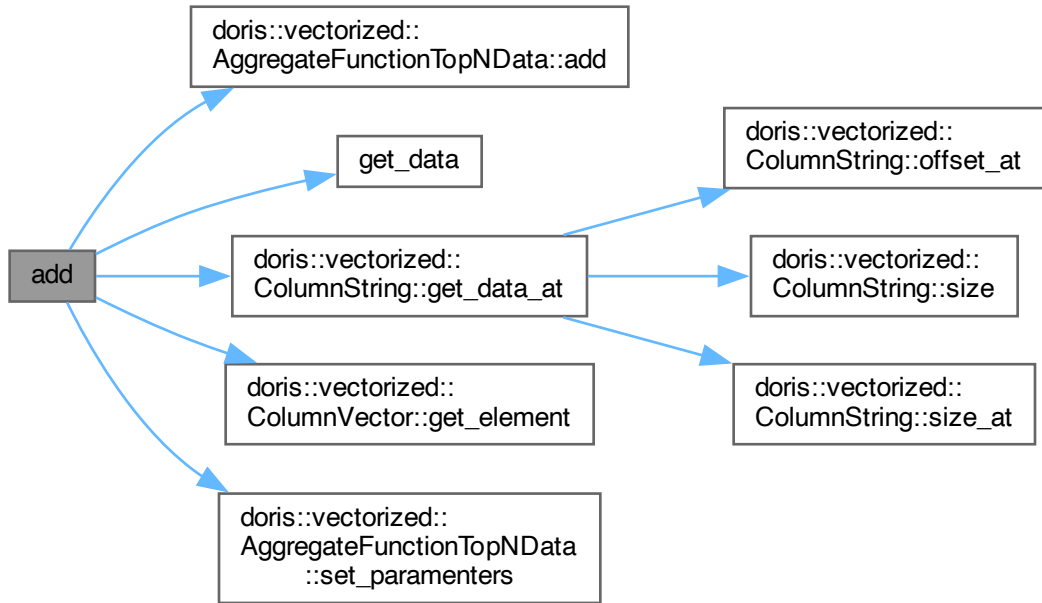 add
doris::vectorized::
AggregateFunctionTopNData::add
get_data
doris::vectorized::
ColumnString::get_data_at
doris::vectorized::
ColumnVector::get_element
doris::vectorized::
AggregateFunctionTopNData
::set_paramenters
doris::vectorized::
ColumnString::offset_at
doris::vectorized::
ColumnString::size
doris::vectorized::
ColumnString::size_at